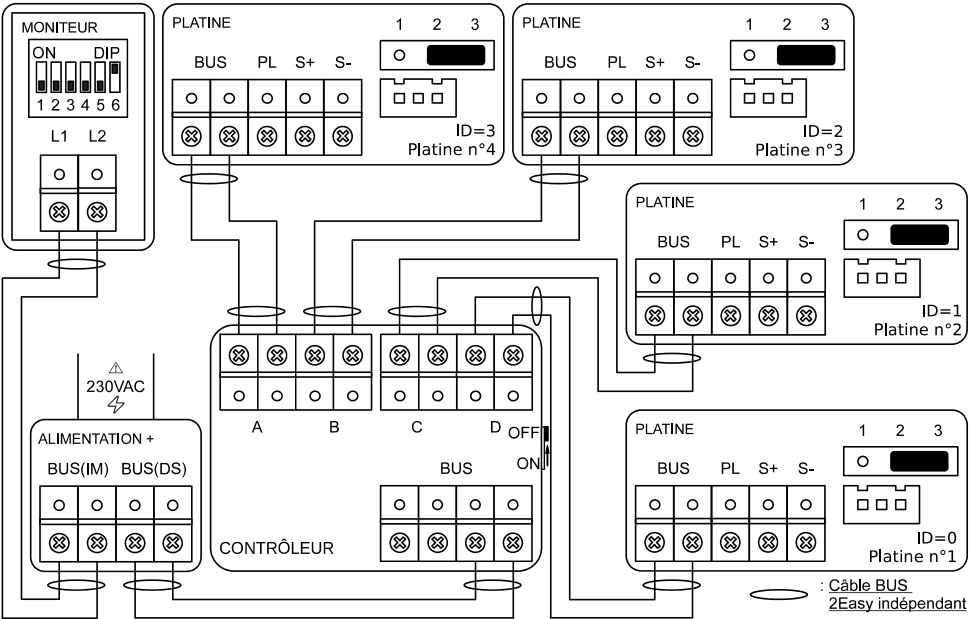 MONITEUR
ON DIP
1 2 3 4 5 6
L1 L2
PLATINE
1 2 3
BUS PL S+ S-
ID=3
Platine n°4
PLATINE
1 2 3
BUS PL S+ S-
ID=2
Platine n°3
PLATINE
1 2 3
BUS PL S+ S-
ID=1
Platine n°2
230VAC
ALIMENTATION +
BUS(IM) BUS(DS)
A B C D
OFF
ON
BUS
CONTRÔLEUR
PLATINE
1 2 3
BUS PL S+ S-
ID=0
Platine n°1
: Câble BUS
2Easy indépendant